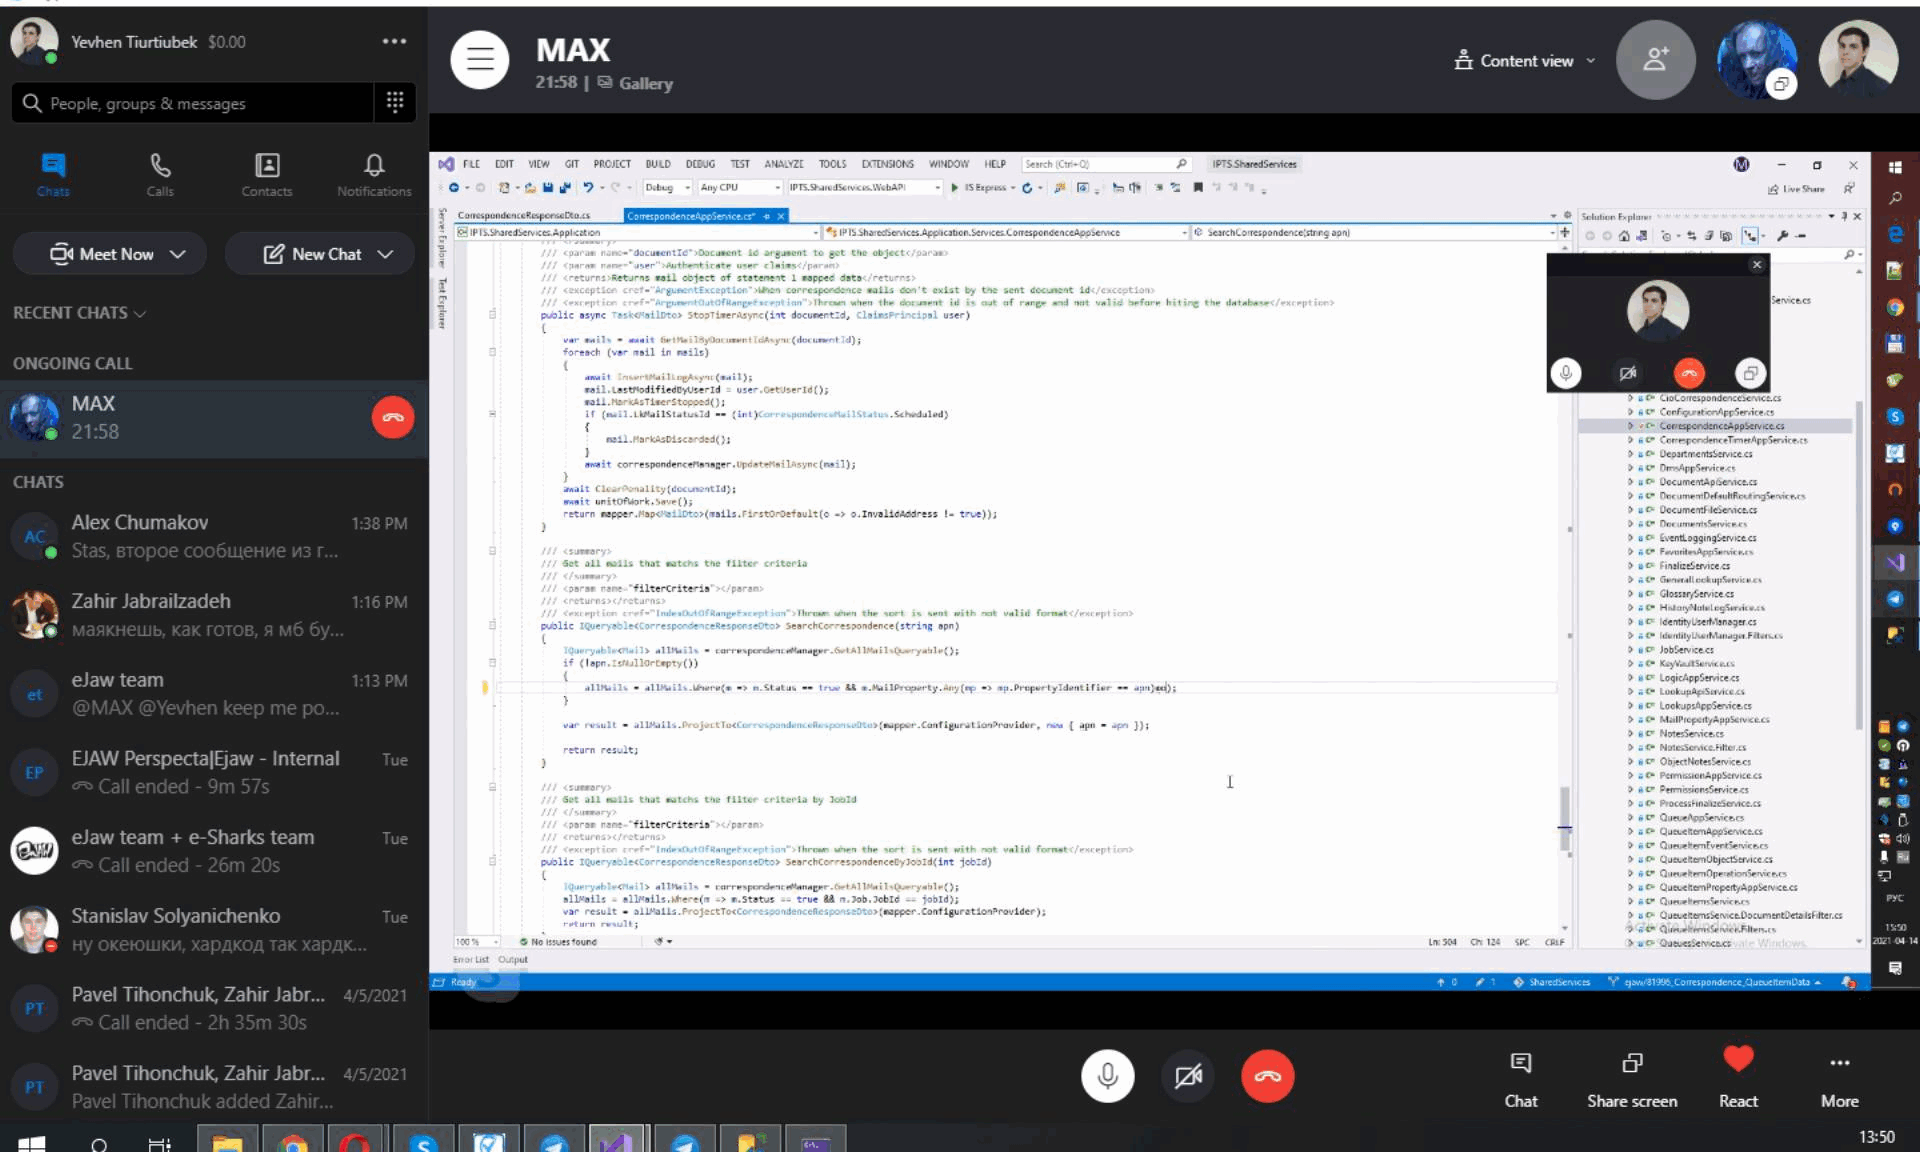 Yevhen Tiurtiubek $0.00
People, groups & messages
Chats
Calls
Contacts
Notifications
Meet Now
New Chat
RECENT CHATS
ONGOING CALL
MAX
21:58
CHATS
AC
Alex Chumakov 1:38 PM
Stas, второе сообщение из г...
Zahir Jabrailzadeh 1:16 PM
маякнешь, как готов, я мб бу...
et
eJaw team 1:13 PM
@MAX @Yevhen keep me po...
EP
EJAW Perspecta|Ejaw - Internal Tue
Call ended - 9m 57s
eJaw team + e-Sharks team Tue
Call ended - 26m 20s
Stanislav Solyanichenko Tue
ну океюшки, хардкод так хардк...
PT
Pavel Tihonchuk, Zahir Jabr... 4/5/2021
Call ended - 2h 35m 30s
PT
Pavel Tihonchuk, Zahir Jabr... 4/5/2021
Pavel Tihonchuk added Zahir...
MAX
21:58 | Gallery
Content view
FILE EDIT VIEW GIT PROJECT BUILD DEBUG TEST ANALYZE TOOLS EXTENSIONS WINDOW HELP Search (Ctrl+Q) IPTS.SharedServices
Debug Any CPU IPTS.SharedServices.WebAPI IIS Express Live Share
Server Explorer
Test Explorer
CorrespondenceResponseDto.cs CorrespondenceAppService.cs*
IPTS.SharedServices.Application IPTS.SharedServices.Application.Services.CorrespondenceAppService SearchCorrespondence(string apn)
/// <param name="documentId">Document id argument to get the object</param>
/// <param name="user">Authenticate user claims</param>
/// <returns>Returns mail object of statement 1 mapped data</returns>
/// <exception cref="ArgumentException">When correspondence mails don't exist by the sent document id</exception>
/// <exception cref="ArgumentOutOfRangeException">Thrown when the document id is out of range and not valid before hiting the database</exception>
public async Task<MailDto> StopTimerAsync(int documentId, ClaimsPrincipal user)
{
var mails = await GetMailByDocumentIdAsync(documentId);
foreach (var mail in mails)
{
await InsertMailLogAsync(mail);
mail.LastModifiedByUserId = user.GetUserId();
mail.MarkAsTimerStopped();
if (mail.LkMailStatusId == (int)CorrespondenceMailStatus.Scheduled)
{
mail.MarkAsDiscarded();
}
await correspondenceManager.UpdateMailAsync(mail);
}
await ClearPenality(documentId);
await unitOfWork.Save();
return mapper.Map<MailDto>(mails.FirstOrDefault(o => o.InvalidAddress != true));
}
/// <summary>
/// Get all mails that matchs the filter criteria
/// </summary>
/// <param name="filterCriteria"></param>
/// <returns></returns>
/// <exception cref="IndexOutOfRangeException">Thrown when the sort is sent with not valid format</exception>
public IQueryable<CorrespondenceResponseDto> SearchCorrespondence(string apn)
{
IQueryable<Mail> allMails = correspondenceManager.GetAllMailsQueryable();
if (!apn.IsNullOrEmpty())
{
allMails = allMails.Where(m => m.Status == true && m.MailProperty.Any(mp => mp.PropertyIdentifier == apn)
}
var result = allMails.ProjectTo<CorrespondenceResponseDto>(mapper.ConfigurationProvider, new { apn = apn });
return result;
}
/// <summary>
/// Get all mails that matchs the filter criteria by JobId
/// </summary>
/// <param name="filterCriteria"></param>
/// <returns></returns>
/// <exception cref="IndexOutOfRangeException">Thrown when the sort is sent with not valid format</exception>
public IQueryable<CorrespondenceResponseDto> SearchCorrespondenceByJobId(int jobId)
{
IQueryable<Mail> allMails = correspondenceManager.GetAllMailsQueryable();
allMails = allMails.Where(m => m.Status == true && m.Job.JobId == jobId);
var result = allMails.ProjectTo<CorrespondenceResponseDto>(mapper.ConfigurationProvider);
return result;
100 % No issues found Ln: 504 Ch: 124 SPC CRLF
Error List Output
Ready 0 1 SharedServices ejaw/81996_Correspondence_QueueItemData
Solution Explorer
Service.cs
CioCorrespondenceService.cs
ConfigurationAppService.cs
CorrespondenceAppService.cs
CorrespondenceTimerAppService.cs
DepartmentsService.cs
DmsAppService.cs
DocumentApiService.cs
DocumentDefaultRoutingService.cs
DocumentFileService.cs
DocumentsService.cs
EventLoggingService.cs
FavoritesAppService.cs
FinalizeService.cs
GeneralLookupService.cs
GlossaryService.cs
HistoryNoteLogService.cs
IdentityUserManager.cs
IdentityUserManager.Filters.cs
JobService.cs
KeyVaultService.cs
LogicAppService.cs
LookupApiService.cs
LookupsAppService.cs
MailPropertyAppService.cs
NotesService.cs
NotesService.Filter.cs
ObjectNotesService.cs
PermissionAppService.cs
PermissionsService.cs
ProcessFinalizeService.cs
QueueAppService.cs
QueueItemAppService.cs
QueueItemEventService.cs
QueueItemObjectService.cs
QueueItemOperationService.cs
QueueItemPropertyAppService.cs
QueueItemsService.cs
QueueItemsService.DocumentDetailsFilter.cs
QueueItemsService.Filters.cs
QueuesService.cs
РУС
15:50
2021-04-14
Chat
Share screen
React
More
13:50